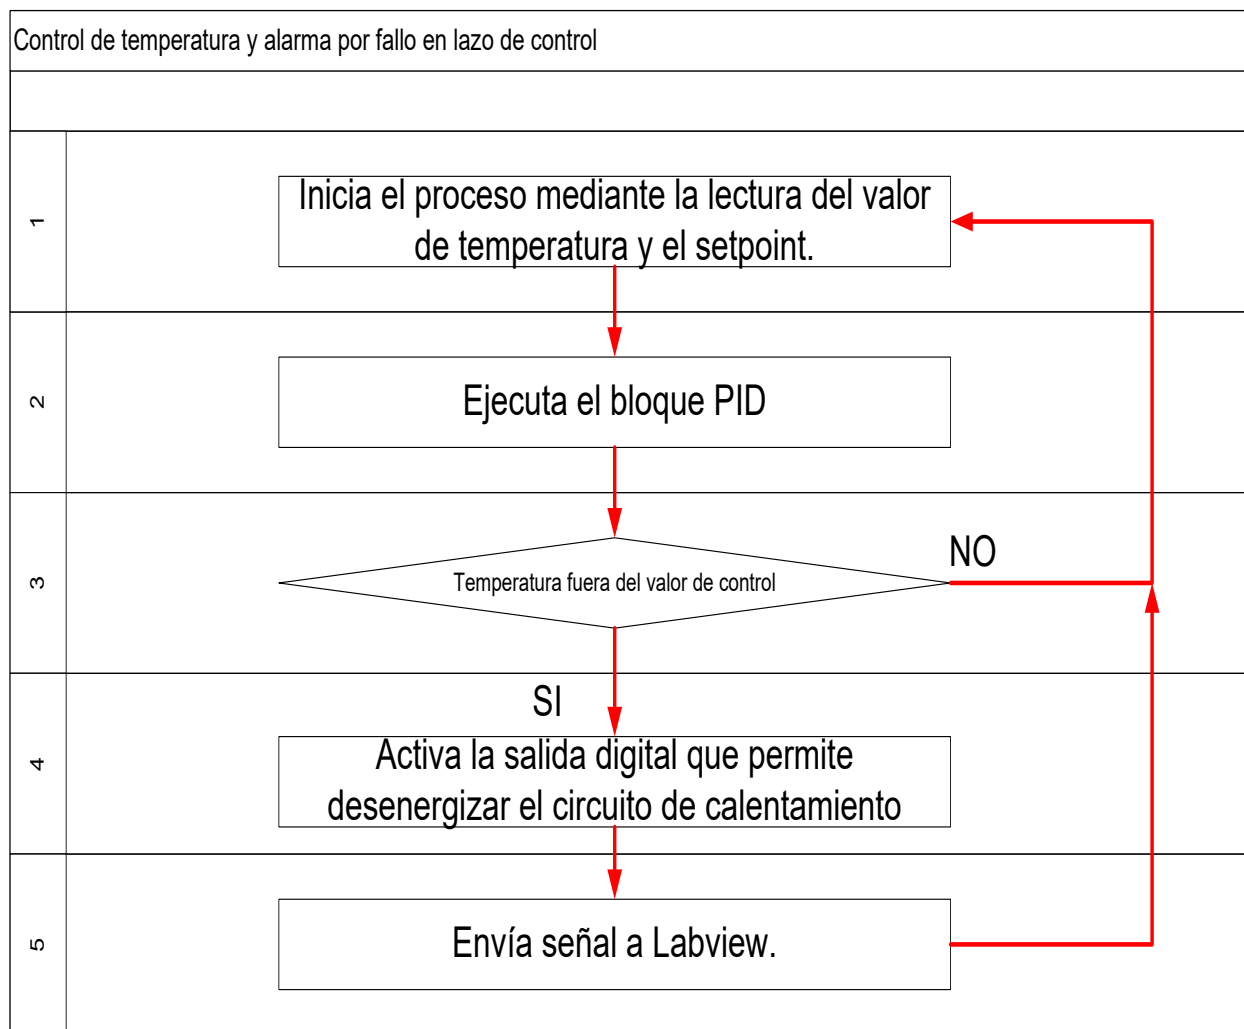 Control de temperatura y alarma por fallo en lazo de control
1
Inicia el proceso mediante la lectura del valor
de temperatura y el setpoint.
2
Ejecuta el bloque PID
3
Temperatura fuera del valor de control
NO
SI
4
Activa la salida digital que permite
desenergizar el circuito de calentamiento
5
Envía señal a Labview.